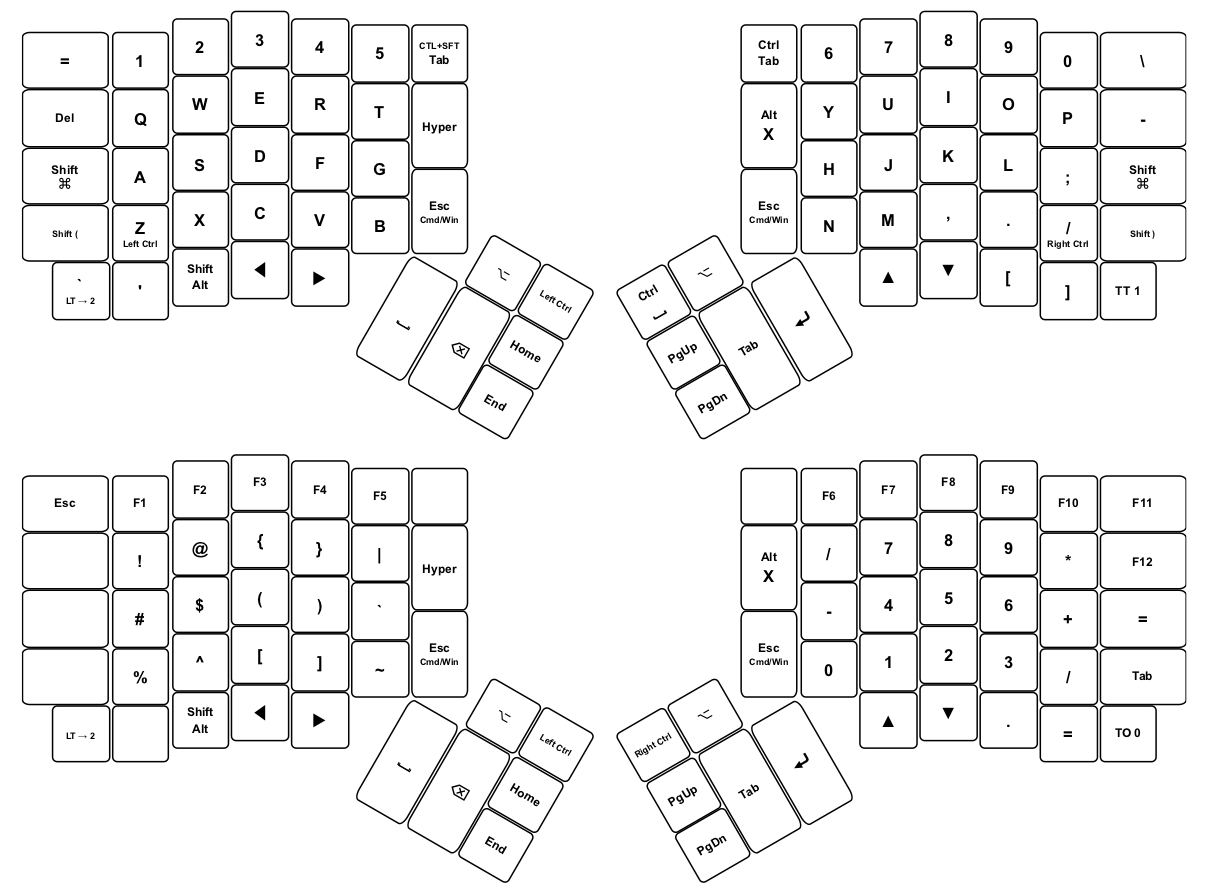 = 1 2 3 4 5 CTL+SFT
Tab
Del Q W E R T Hyper
Shift
⌘ A S D F G Esc
Cmd/Win
Shift ( Z
Left Ctrl X C V B
`
LT → 2 ' Shift
Alt ◀ ▶
⌥ Left Ctrl
␣ ⌫ Home
End
Ctrl
Tab 6 7 8 9 0 \
Alt
X Y U I O P -
Esc
Cmd/Win H J K L ; Shift
⌘
N M , . /
Right Ctrl Shift )
▲ ▼ [ ] TT 1
Ctrl
␣ ⌥
PgUp Tab ↵
PgDn
Esc F1 F2 F3 F4 F5
! @ { } | Hyper
# $ ( ) ` Esc
Cmd/Win
% ^ [ ] ~
LT → 2 Shift
Alt ◀ ▶
⌥ Left Ctrl
␣ ⌫ Home
End
F6 F7 F8 F9 F10 F11
Alt
X / 7 8 9 * F12
Esc
Cmd/Win - 4 5 6 + =
0 1 2 3 / Tab
▲ ▼ . = TO 0
Right Ctrl ⌥
PgUp Tab ↵
PgDn